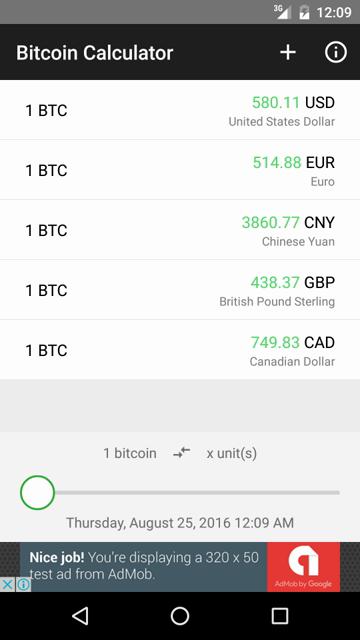 3G 12:09
Bitcoin Calculator
1 BTC 580.11 USD
United States Dollar
1 BTC 514.88 EUR
Euro
1 BTC 3860.77 CNY
Chinese Yuan
1 BTC 438.37 GBP
British Pound Sterling
1 BTC 749.83 CAD
Canadian Dollar
1 bitcoin x unit(s)
Thursday, August 25, 2016 12:09 AM
Nice job! You're displaying a 320 x 50
test ad from AdMob.
AdMob by Google